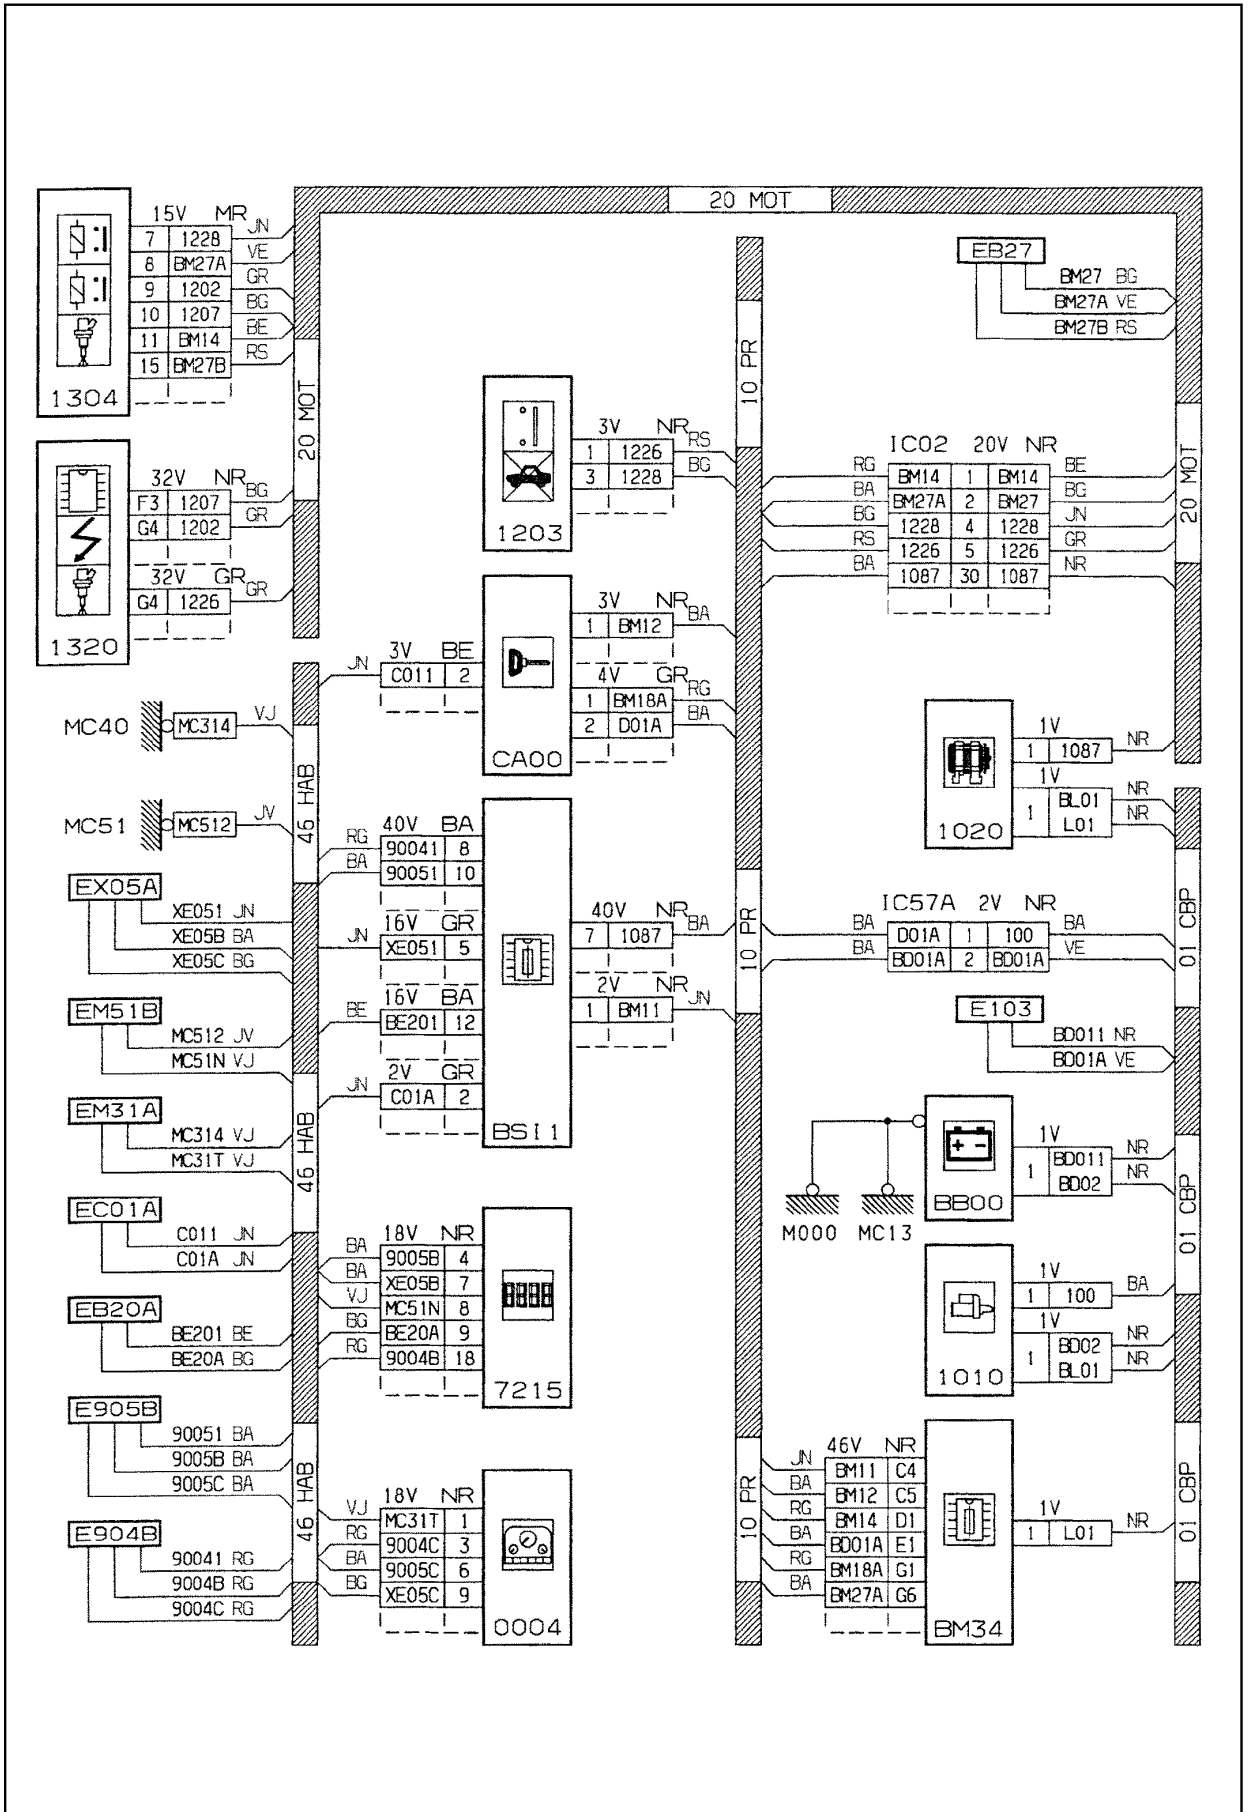 20 MOT
15V MR
7 1228 JN
8 BM27A VE
9 1202 GR
10 1207 BG
11 BM14 BE
15 BM27B RS
1304
20 MOT
32V NR
F3 1207 BG
G4 1202 GR
32V GR
G4 1226 GR
1320
MC40 MC314 VJ
MC51 MC512 JV
46 HAB
EX05A
XE051 JN
XE05B BA
XE05C BG
EM51B
MC512 JV
MC51N VJ
EM31A
MC314 VJ
MC31T VJ
46 HAB
EC01A
C011 JN
C01A JN
EB20A
BE201 BE
BE20A BG
E905B
90051 BA
9005B BA
9005C BA
46 HAB
E904B
90041 RG
9004B RG
9004C RG
3V NR
1 1226 RS
3 1228 BG
1203
3V BE
JN C011 2
3V NR
1 BM12 BA
4V GR
1 BM18A RG
2 D01A BA
CA00
40V BA
RG 90041 8
BA 90051 10
16V GR
JN XE051 5
16V BA
BE BE201 12
2V GR
JN C01A 2
40V NR
7 1087 BA
2V NR
1 BM11 JN
BSI1
18V NR
BA 9005B 4
BA XE05B 7
VJ MC51N 8
BG BE20A 9
RG 9004B 18
7215
18V NR
VJ MC31T 1
RG 9004C 3
BA 9005C 6
BG XE05C 9
0004
10 PR
10 PR
10 PR
EB27
BM27 BG
BM27A VE
BM27B RS
20 MOT
IC02 20V NR
RG BM14 1 BM14 BE
BA BM27A 2 BM27 BG
BG 1228 4 1228 JN
RS 1226 5 1226 GR
BA 1087 30 1087 NR
1V
1 1087 NR
1V
1 BL01 NR
L01 NR
1020
01 CBP
IC57A 2V NR
BA D01A 1 100 BA
BA BD01A 2 BD01A VE
E103
BD011 NR
BD01A VE
1V
1 BD011 NR
BD02 NR
BB00
M000 MC13
01 CBP
1V
1 100 BA
1V
1 BD02 NR
BL01 NR
1010
46V NR
JN BM11 C4
BA BM12 C5
RG BM14 D1
BA BD01A E1
RG BM18A G1
BA BM27A G6
1V
1 L01 NR
BM34
01 CBP